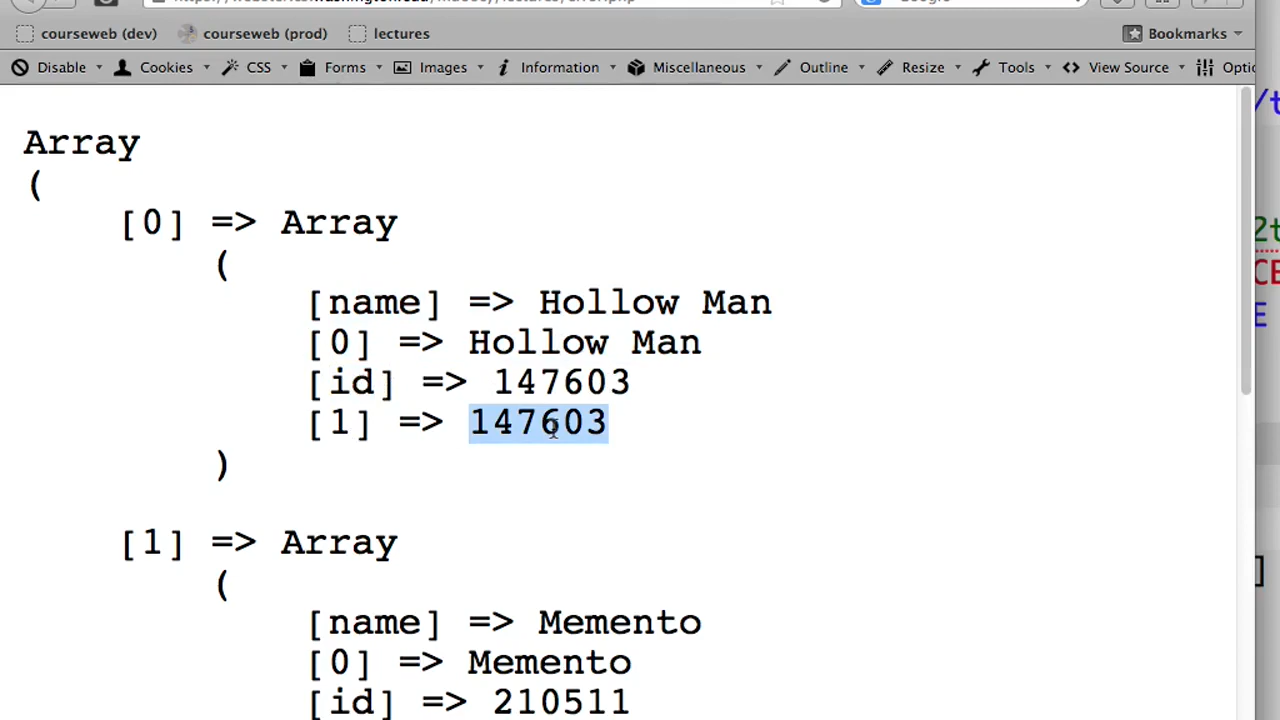 courseweb (dev) courseweb (prod) lectures Bookmarks
Disable Cookies CSS Forms Images Information Miscellaneous Outline Resize Tools View Source Optio
Array
(
[0] => Array
(
[name] => Hollow Man
[0] => Hollow Man
[id] => 147603
[1] => 147603
)
[1] => Array
(
[name] => Memento
[0] => Memento
[id] => 210511